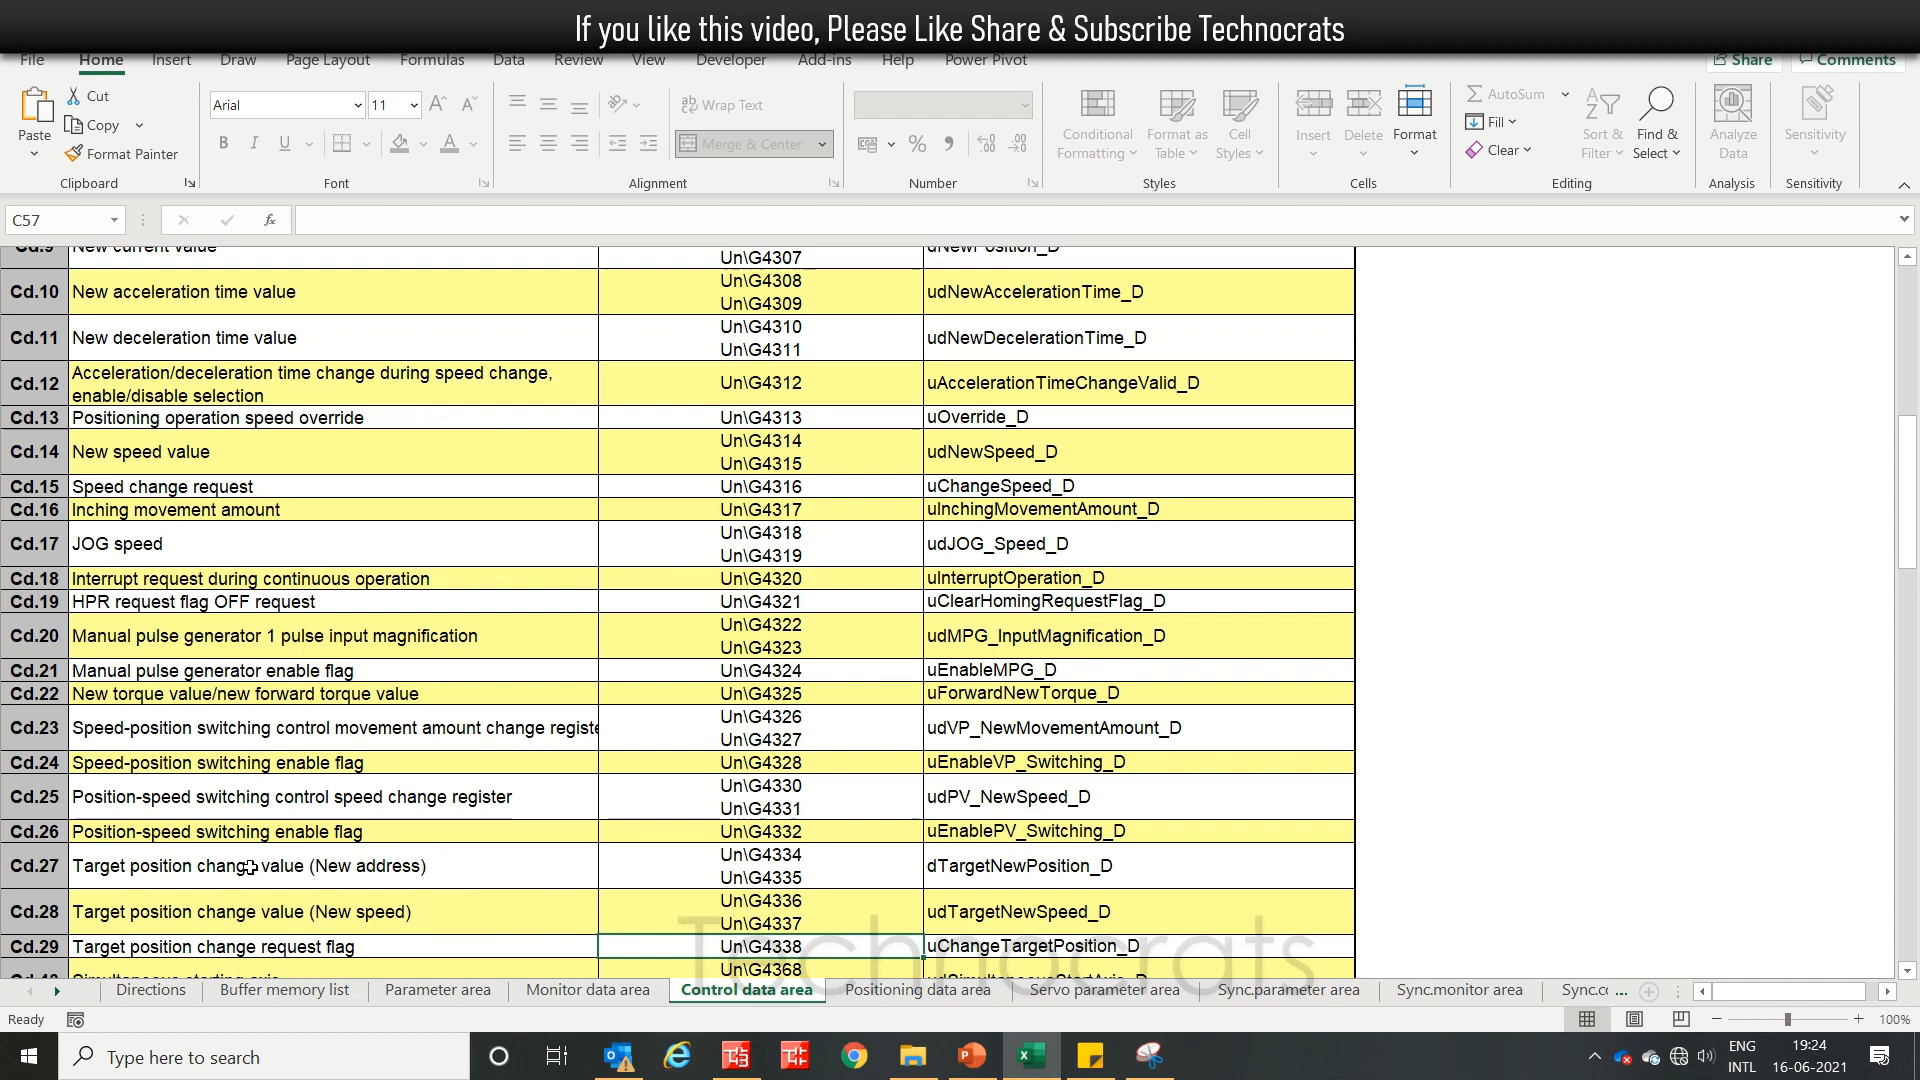 If you like this video, Please Like Share & Subscribe Technocrats
File Home Insert Draw Page Layout Formulas Data Review View Developer Add-ins Help Power Pivot Share Comments
Paste
Cut
Copy
Format Painter
Clipboard
Arial 11
B I U
Font
Wrap Text
Merge & Center
Alignment
Number
Conditional Formatting
Format as Table
Cell Styles
Styles
Insert Delete Format
Cells
AutoSum
Fill
Clear
Sort & Filter
Find & Select
Editing
Analyze Data
Analysis
Sensitivity
Sensitivity
C57 fx
Cd.9 New current value Un\G4307 dNewPosition_D
Cd.10 New acceleration time value Un\G4308 Un\G4309 udNewAccelerationTime_D
Cd.11 New deceleration time value Un\G4310 Un\G4311 udNewDecelerationTime_D
Cd.12 Acceleration/deceleration time change during speed change, enable/disable selection Un\G4312 uAccelerationTimeChangeValid_D
Cd.13 Positioning operation speed override Un\G4313 uOverride_D
Cd.14 New speed value Un\G4314 Un\G4315 udNewSpeed_D
Cd.15 Speed change request Un\G4316 uChangeSpeed_D
Cd.16 Inching movement amount Un\G4317 uInchingMovementAmount_D
Cd.17 JOG speed Un\G4318 Un\G4319 udJOG_Speed_D
Cd.18 Interrupt request during continuous operation Un\G4320 uInterruptOperation_D
Cd.19 HPR request flag OFF request Un\G4321 uClearHomingRequestFlag_D
Cd.20 Manual pulse generator 1 pulse input magnification Un\G4322 Un\G4323 udMPG_InputMagnification_D
Cd.21 Manual pulse generator enable flag Un\G4324 uEnableMPG_D
Cd.22 New torque value/new forward torque value Un\G4325 uForwardNewTorque_D
Cd.23 Speed-position switching control movement amount change registe Un\G4326 Un\G4327 udVP_NewMovementAmount_D
Cd.24 Speed-position switching enable flag Un\G4328 uEnableVP_Switching_D
Cd.25 Position-speed switching control speed change register Un\G4330 Un\G4331 udPV_NewSpeed_D
Cd.26 Position-speed switching enable flag Un\G4332 uEnablePV_Switching_D
Cd.27 Target position change value (New address) Un\G4334 Un\G4335 dTargetNewPosition_D
Cd.28 Target position change value (New speed) Un\G4336 Un\G4337 udTargetNewSpeed_D
Cd.29 Target position change request flag Un\G4338 uChangeTargetPosition_D
Un\G4368
Technocrats
Directions Buffer memory list Parameter area Monitor data area Control data area Positioning data area Servo parameter area Sync.parameter area Sync.monitor area Sync.cc ...
Ready 100%
Type here to search
ENG INTL
19:24
16-06-2021